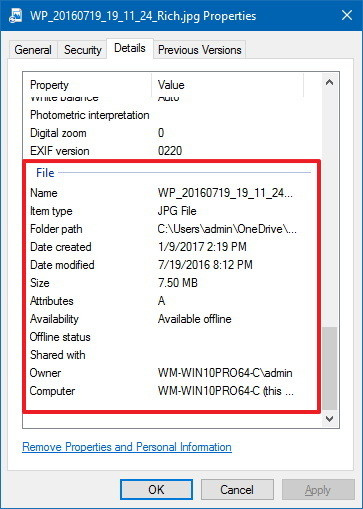 WP_20160719_19_11_24_Rich.jpg Properties
General Security Details Previous Versions
Property Value
White balance Auto
Photometric interpretation
Digital zoom 0
EXIF version 0220
File
Name WP_20160719_19_11_24...
Item type JPG File
Folder path C:\Users\admin\OneDrive\...
Date created 1/9/2017 2:19 PM
Date modified 7/19/2016 8:12 PM
Size 7.50 MB
Attributes A
Availability Available offline
Offline status
Shared with
Owner WM-WIN10PRO64-C\admin
Computer WM-WIN10PRO64-C (this ...
Remove Properties and Personal Information
OK Cancel Apply